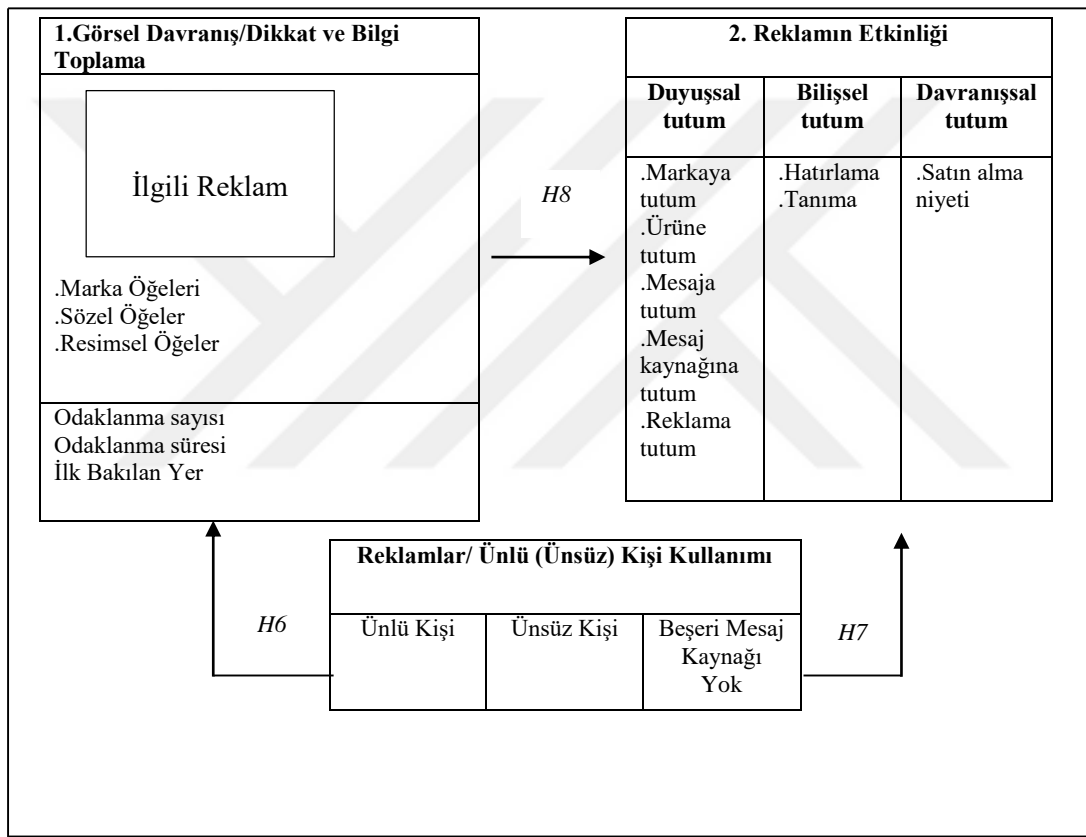 1.Görsel Davranış/Dikkat ve Bilgi
Toplama
İlgili Reklam
.Marka Öğeleri
.Sözel Öğeler
.Resimsel Öğeler
Odaklanma sayısı
Odaklanma süresi
İlk Bakılan Yer
H8
2. Reklamın Etkinliği
Duyuşsal
tutum
Bilişsel
tutum
Davranışsal
tutum
.Markaya
tutum
.Ürüne
tutum
.Mesaja
tutum
.Mesaj
kaynağına
tutum
.Reklama
tutum
.Hatırlama
.Tanıma
.Satın alma
niyeti
H6
Reklamlar/ Ünlü (Ünsüz) Kişi Kullanımı
Ünlü Kişi
Ünsüz Kişi
Beşeri Mesaj
Kaynağı
Yok
H7